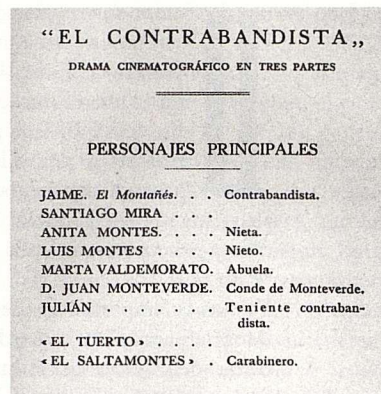 “EL CONTRABANDISTA„
DRAMA CINEMATOGRÁFICO EN TRES PARTES
PERSONAJES PRINCIPALES
JAIME. El Montañés. . . Contrabandista.
SANTIAGO MIRA . . .
ANITA MONTES. . . . Nieta.
LUIS MONTES . . . . Nieto.
MARTA VALDEMORATO. Abuela.
D. JUAN MONTEVERDE. Conde de Monteverde.
JULIÁN . . . . . . . Teniente contraban-
dista.
«EL TUERTO» . . . .
«EL SALTAMONTES» . Carabinero.